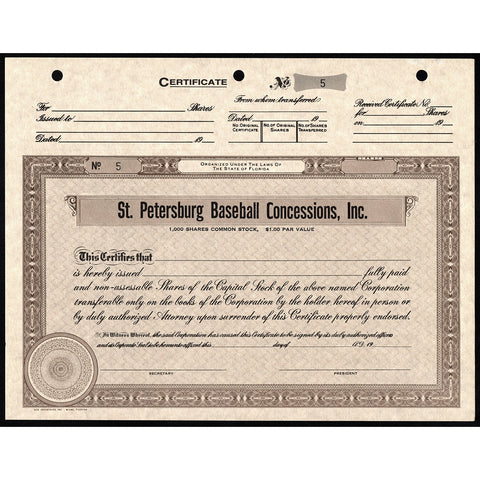 CERTIFICATE
No 5
For Shares
Issued to
Dated 19
From whom transferred
Dated 19
NO. ORIGINAL CERTIFICATE
NO. OF ORIGINAL SHARES
NO. OF SHARES TRANSFERRED
Received Certificate No.
for Shares
on 19
No 5
ORGANIZED UNDER THE LAWS OF
THE STATE OF FLORIDA
SHARES
St. Petersburg Baseball Concessions, Inc.
1,000 SHARES COMMON STOCK, $1.00 PAR VALUE
This Certifies that
is hereby issued fully paid
and non-assessable Shares of the Capital Stock of the above named Corporation
transferable only on the books of the Corporation by the holder hereof in person or
by duly authorized Attorney upon surrender of this Certificate properly endorsed.
In Witness Whereof, the said Corporation has caused this Certificate to be signed by its duly authorized officers
and its Corporate Seal to be hereunto affixed this day of A.D. 19
SECRETARY
PRESIDENT